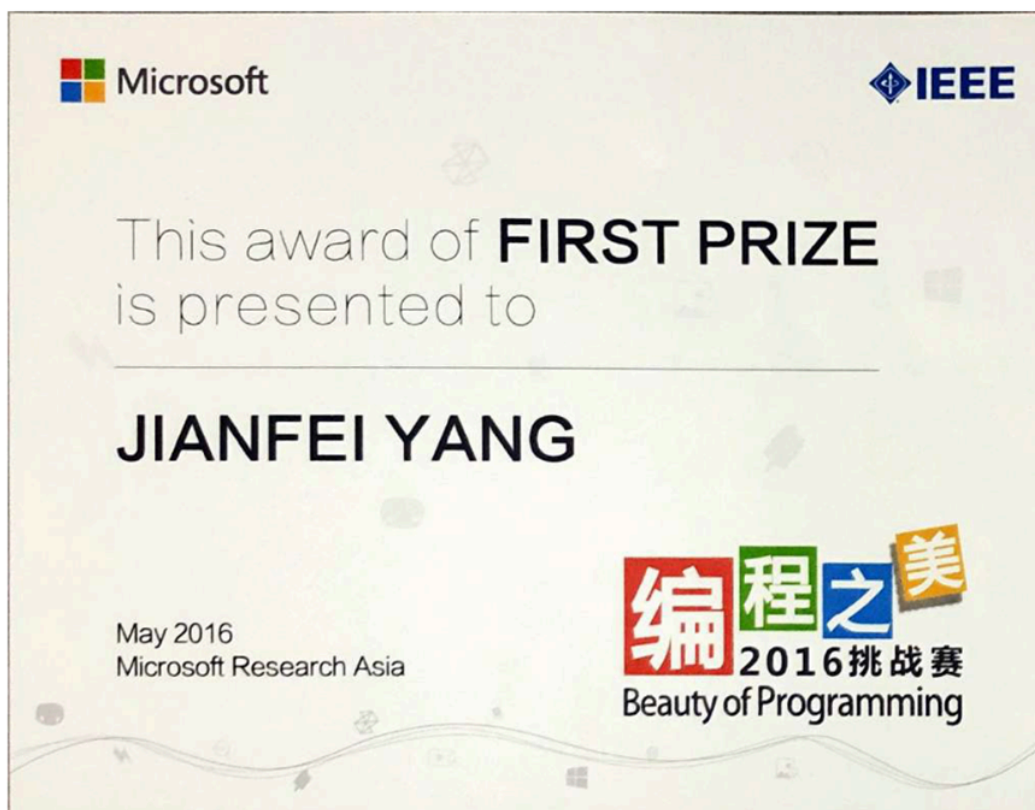 Microsoft
IEEE
This award of FIRST PRIZE
is presented to
JIANFEI YANG
May 2016
Microsoft Research Asia
编程之美
2016挑战赛
Beauty of Programming